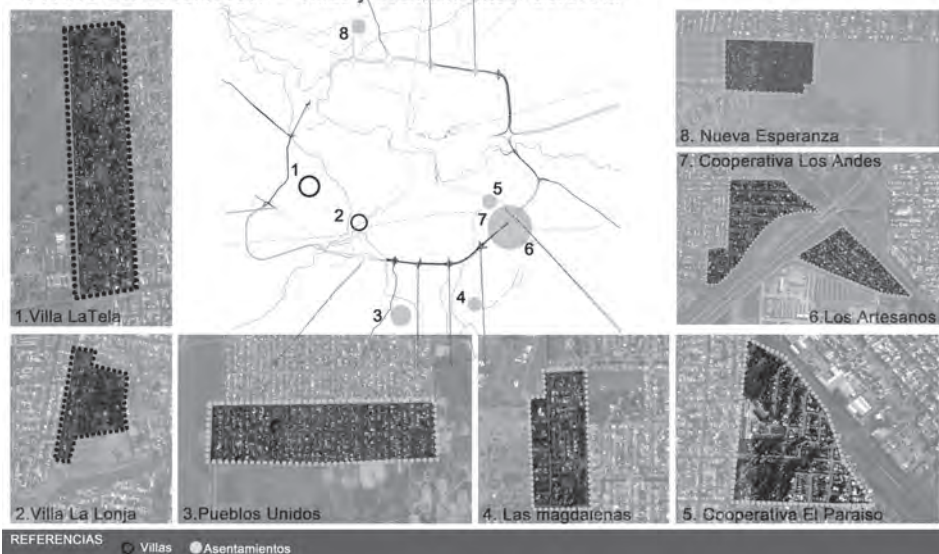 8
8. Nueva Esperanza
7. Cooperativa Los Andes
1
5
2
7
6
1.Villa LaTela
3
4
6.Los Artesanos
2.Villa La Lonja
3.Pueblos Unidos
4. Las magdalenas
5. Cooperativa El Paraiso
REFERENCIAS
Villas Asentamientos